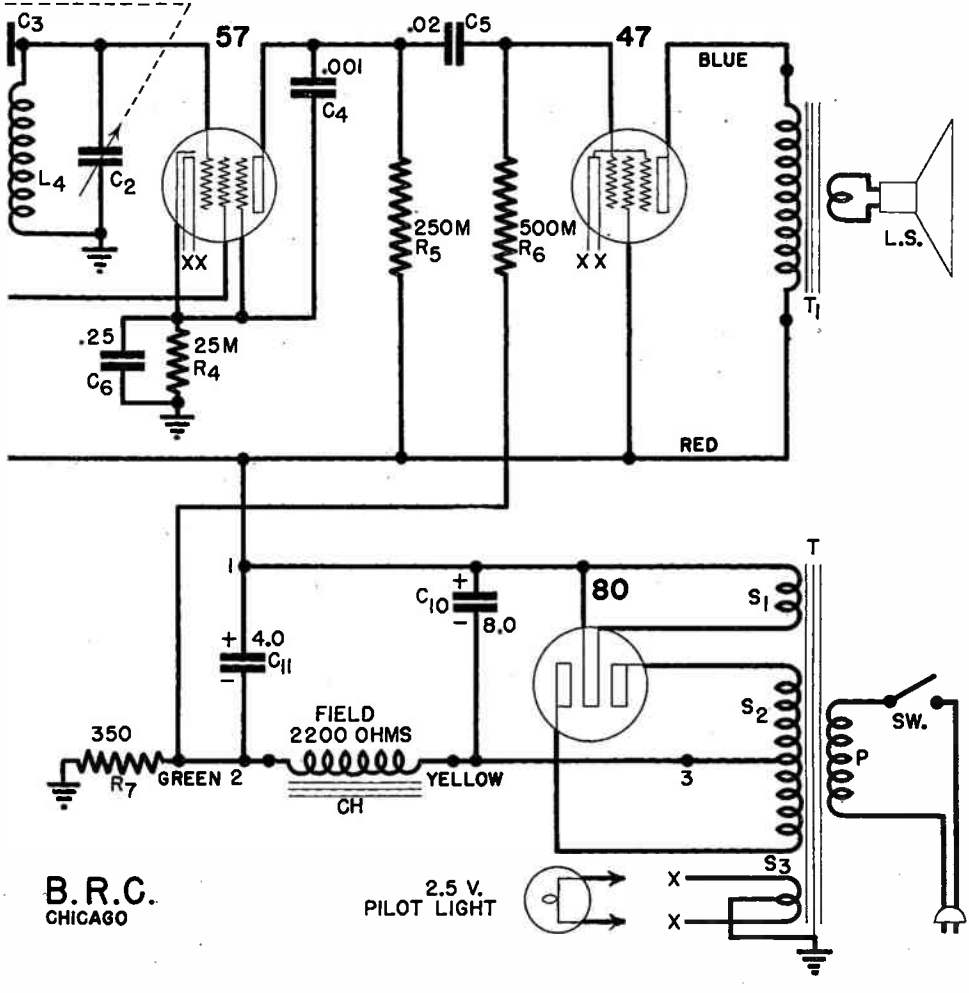 C3
57
.02 C5
47
BLUE
.001
C4
L4
C2
250M
R5
500M
R6
L.S.
XX
X X
T1
.25
C6
25M
R4
RED
T
1
80
S1
+
C10
-
8.0
+ 4.0
C11
-
S2
SW.
FIELD
2200 OHMS
350
R7
GREEN 2
YELLOW
3
P
CH
S3
B.R.C.
CHICAGO
2.5 V.
PILOT LIGHT
X
X